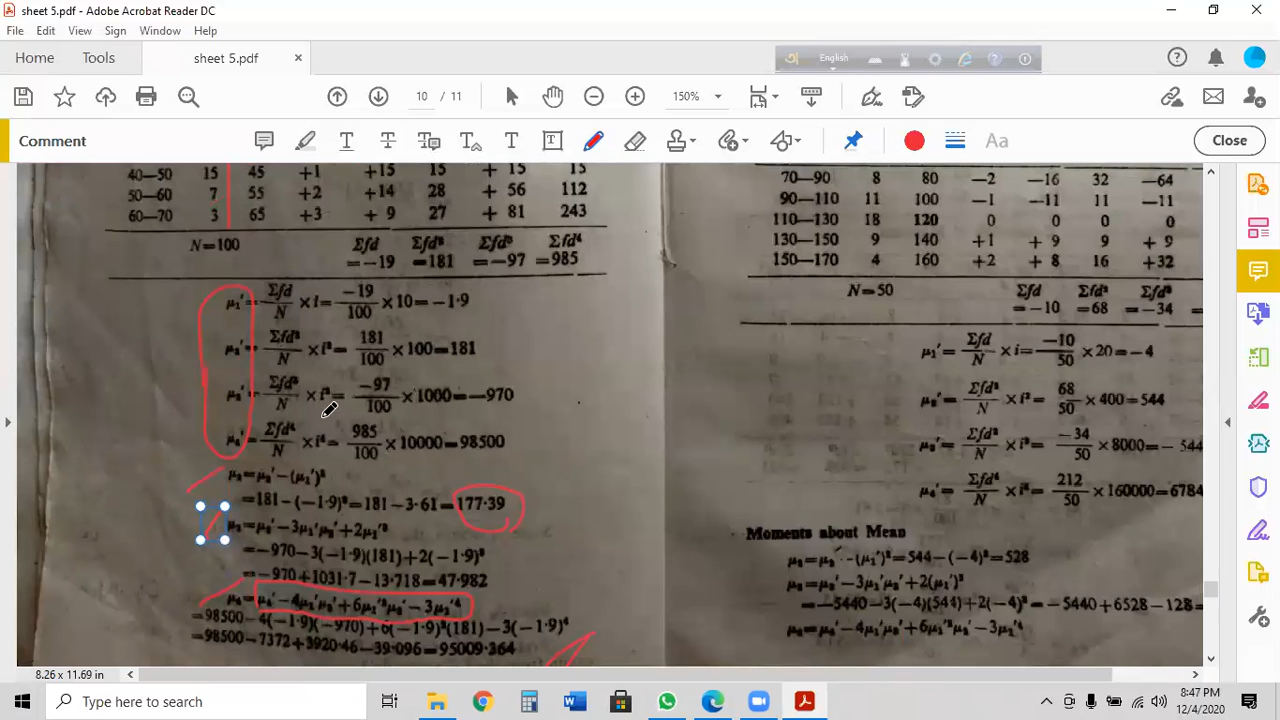 sheet 5.pdf - Adobe Acrobat Reader DC
File Edit View Sign Window Help
Home Tools sheet 5.pdf × English
10 / 11 150%
Comment Close
40—50 15 45 +1 +15 15 + 15 15
50—60 7 55 +2 +14 28 + 56 112
60—70 3 65 +3 + 9 27 + 81 243
N=100 Σfd Σfd² Σfd³ Σfd⁴
=−19 =181 =−97 =985
μ₁′= Σfd/N × i= −19/100 ×10=−1·9
μ₂′= Σfd²/N ×i²= 181/100 ×100=181
μ₃′= Σfd³/N ×i³= −97/100 ×1000=−970
μ₄′= Σfd⁴/N ×i⁴= 985/100 ×10000=98500
μ₂=μ₂′−(μ₁′)²
=181−(−1·9)²=181−3·61=177·39
μ₃=μ₃′−3μ₁′μ₂′+2μ₁′³
=−970−3(−1·9)(181)+2(−1·9)³
=−970+1031·7−13·718=47·982
μ₄=μ₄′−4μ₁′μ₃′+6μ₁′²μ₂′−3μ₁′⁴
=98500−4(−1·9)(−970)+6(−1·9)²(181)−3(−1·9)⁴
=98500−7372+3920·46−39·096=95009·364
70—90 8 80 −2 −16 32 −64
90—110 11 100 −1 −11 11 −11
110—130 18 120 0 0 0 0
130—150 9 140 +1 + 9 9 + 9
150—170 4 160 +2 + 8 16 +32
N=50 Σfd Σfd² Σfd³
=−10 =68 =−34 =
μ₁′= Σfd/N ×i= −10/50 ×20=−4
μ₂′= Σfd²/N ×i²= 68/50 ×400=544
μ₃′= Σfd³/N ×i³= −34/50 ×8000=− 544
μ₄′= Σfd⁴/N ×i⁴= 212/50 ×160000=6784
Moments about Mean
μ₂=μ₂′−(μ₁′)²=544−(−4)²=528
μ₃=μ₃′−3μ₁′μ₂′+2(μ₁′)³
=−5440−3(−4)(544)+2(−4)³=−5440+6528−128=
μ₄=μ₄′−4μ₁′μ₃′+6μ₁′²μ₂′−3μ₁′⁴
8.26 x 11.69 in
Type here to search
8:47 PM
12/4/2020